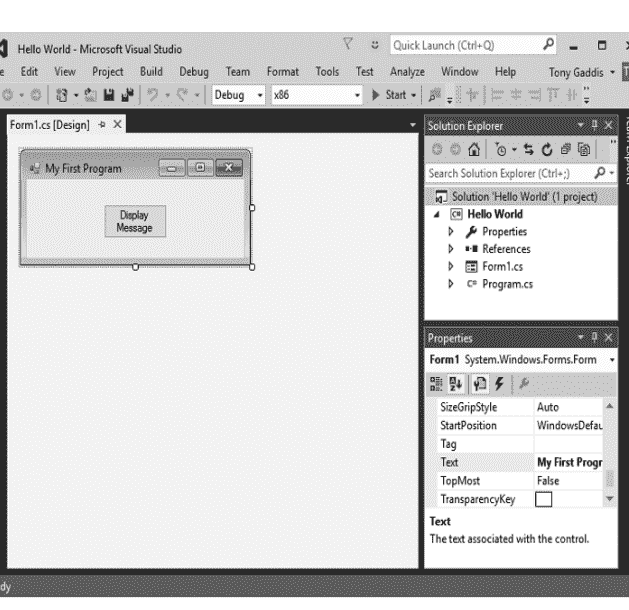 Hello World - Microsoft Visual Studio
Quick Launch (Ctrl+Q)
Edit View Project Build Debug Team Format Tools Test Analyze Window Help Tony Gaddis
Debug x86 Start
Form1.cs [Design]
My First Program
Display
Message
Solution Explorer
Search Solution Explorer (Ctrl+;)
Solution 'Hello World' (1 project)
C# Hello World
Properties
References
Form1.cs
C# Program.cs
Properties
Form1 System.Windows.Forms.Form
SizeGripStyle Auto
StartPosition WindowsDefau
Tag
Text My First Progr
TopMost False
TransparencyKey
Text
The text associated with the control.
dy